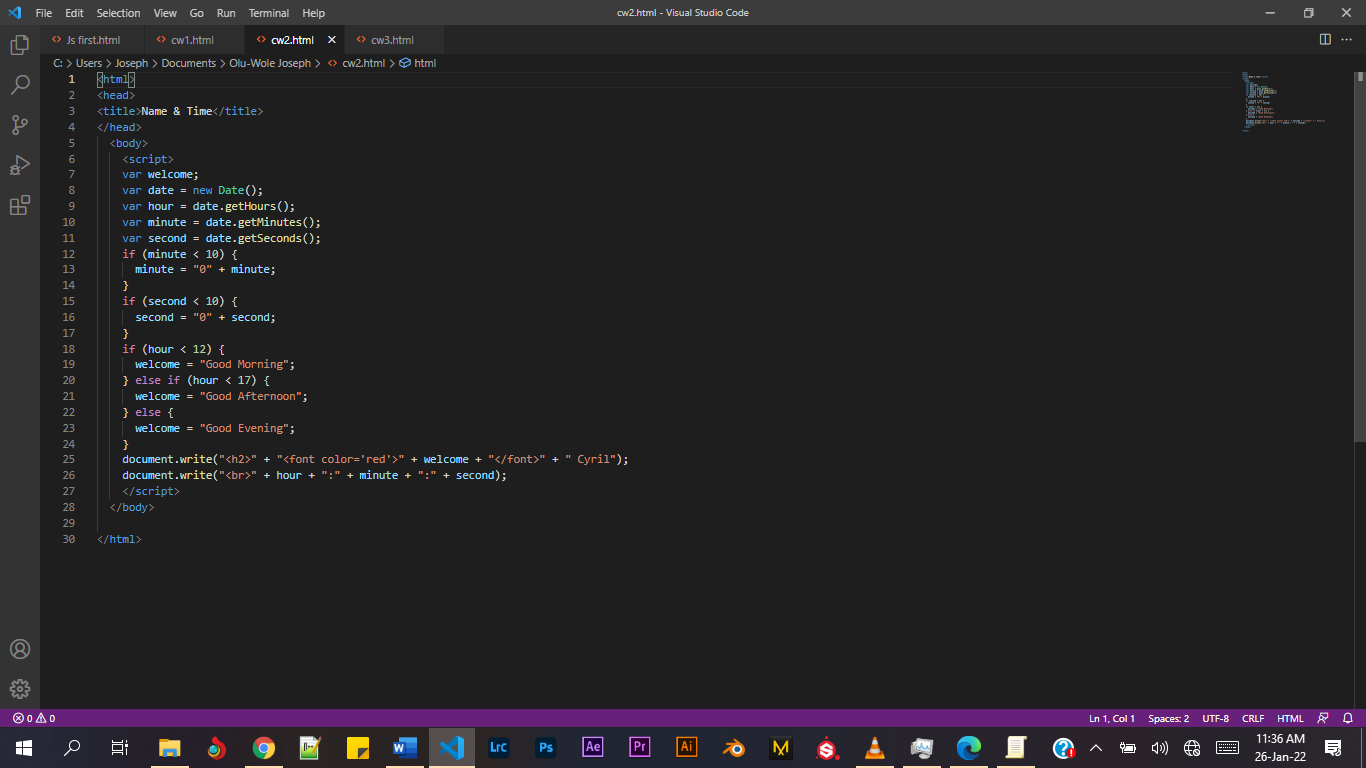 File Edit Selection View Go Run Terminal Help cw2.html - Visual Studio Code
Js first.html cw1.html cw2.html cw3.html
C: > Users > Joseph > Documents > Olu-Wole Joseph > cw2.html > html
1 <html>
2 <head>
3 <title>Name & Time</title>
4 </head>
5 <body>
6 <script>
7 var welcome;
8 var date = new Date();
9 var hour = date.getHours();
10 var minute = date.getMinutes();
11 var second = date.getSeconds();
12 if (minute < 10) {
13 minute = "0" + minute;
14 }
15 if (second < 10) {
16 second = "0" + second;
17 }
18 if (hour < 12) {
19 welcome = "Good Morning";
20 } else if (hour < 17) {
21 welcome = "Good Afternoon";
22 } else {
23 welcome = "Good Evening";
24 }
25 document.write("<h2>" + "<font color='red'>" + welcome + "</font>" + " Cyril");
26 document.write("<br>" + hour + ":" + minute + ":" + second);
27 </script>
28 </body>
29
30 </html>
0 0 Ln 1, Col 1 Spaces: 2 UTF-8 CRLF HTML
W Lrc Ps Ae Pr Ai M S
11:36 AM
26-Jan-22